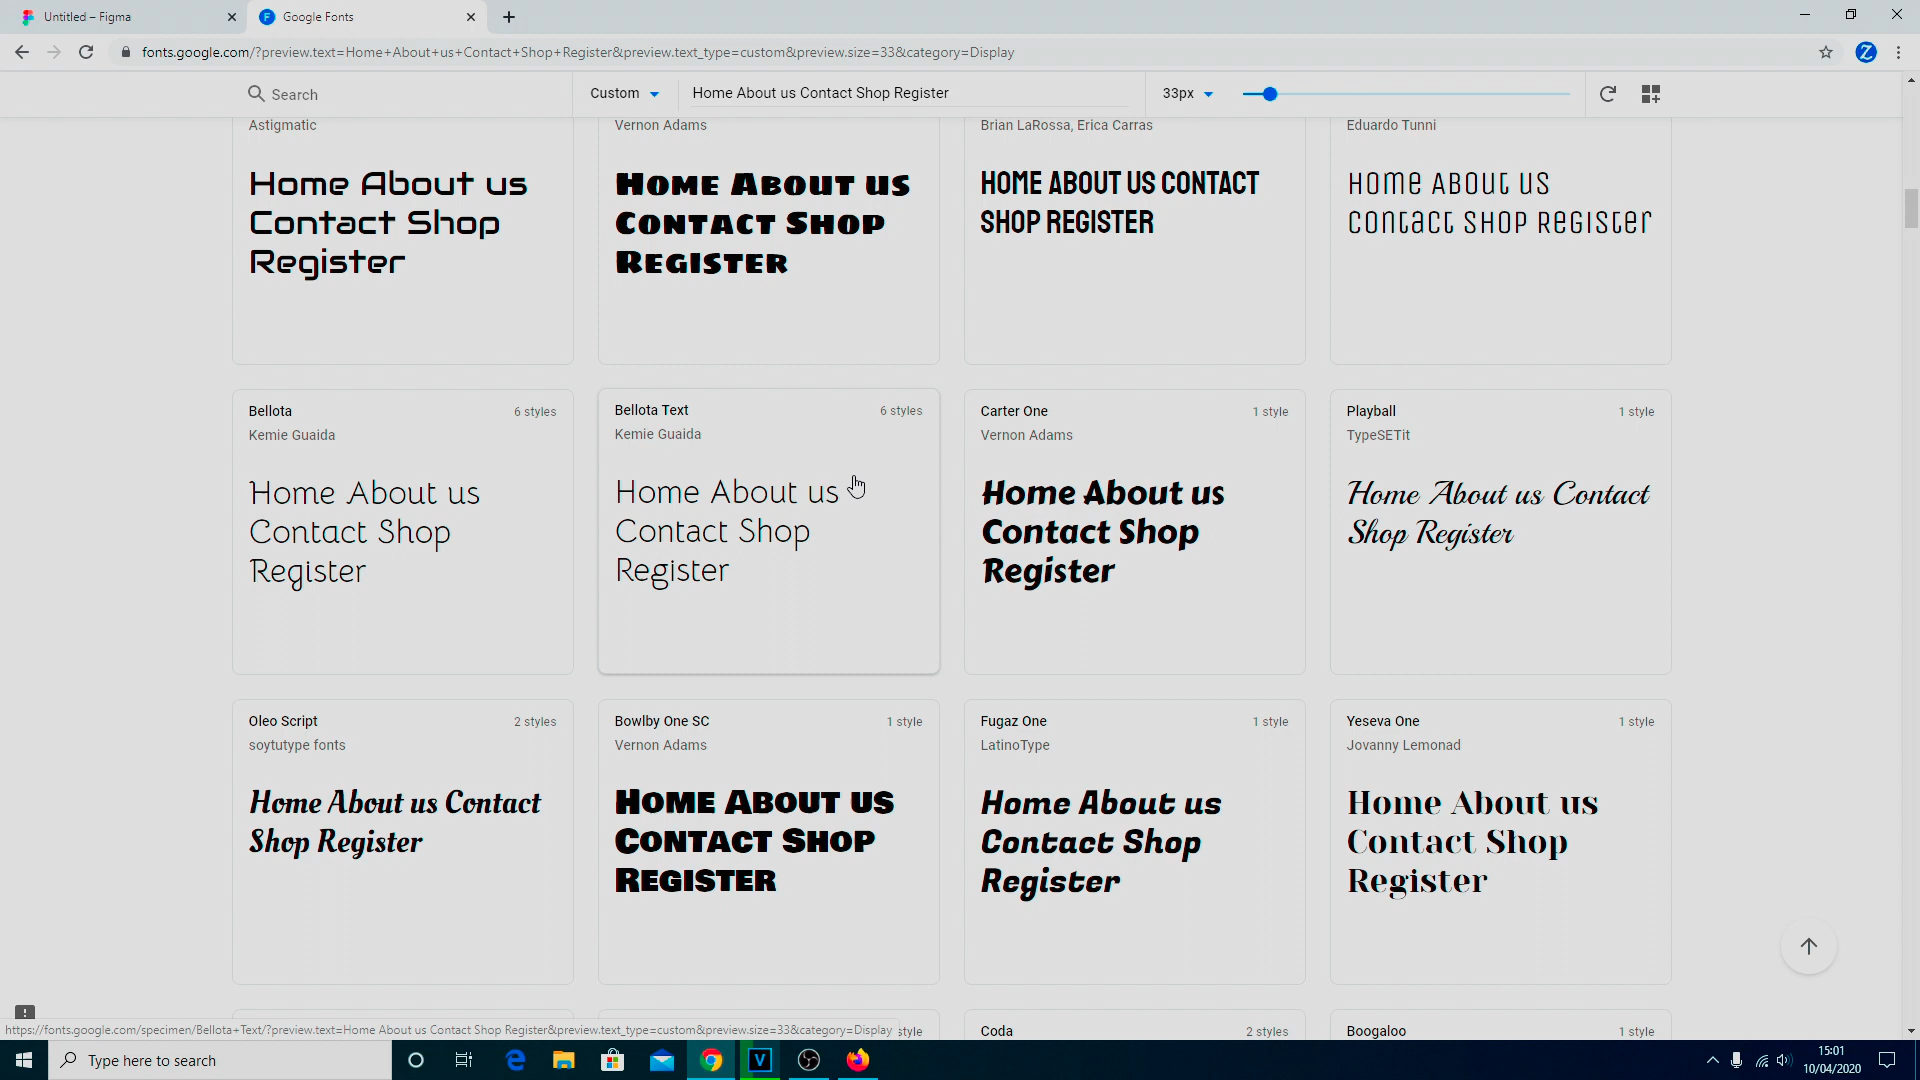 Untitled – Figma
Google Fonts
fonts.google.com/?preview.text=Home+About+us+Contact+Shop+Register&preview.text_type=custom&preview.size=33&category=Display
Search
Custom
Home About us Contact Shop Register
33px
Astigmatic
Vernon Adams
Brian LaRossa, Erica Carras
Eduardo Tunni
Home About us
Contact Shop
Register
Home About us
Contact Shop
Register
HOME ABOUT US CONTACT
SHOP REGISTER
Home About us
Contact Shop Register
Bellota
6 styles
Kemie Guaida
Home About us
Contact Shop
Register
Bellota Text
6 styles
Kemie Guaida
Home About us
Contact Shop
Register
Carter One
1 style
Vernon Adams
Home About us
Contact Shop
Register
Playball
1 style
TypeSETit
Home About us Contact
Shop Register
Oleo Script
2 styles
soytutype fonts
Home About us Contact
Shop Register
Bowlby One SC
1 style
Vernon Adams
Home About us
Contact Shop
Register
Fugaz One
1 style
LatinoType
Home About us
Contact Shop
Register
Yeseva One
1 style
Jovanny Lemonad
Home About us
Contact Shop
Register
https://fonts.google.com/specimen/Bellota+Text/?preview.text=Home About us Contact Shop Register&preview.text_type=custom&preview.size=33&category=Display
style
Coda
2 styles
Boogaloo
1 style
Type here to search
15:01
10/04/2020